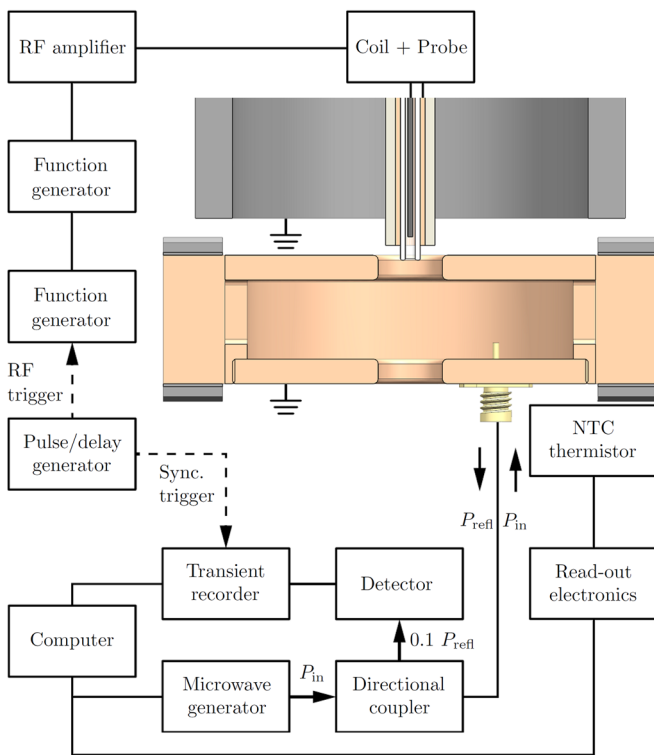 RF amplifier
Coil + Probe
Function
generator
Function
generator
RF
trigger
Pulse/delay
generator
Sync.
trigger
NTC
thermistor
P_refl
P_in
Transient
recorder
Detector
Read-out
electronics
Computer
0.1 P_refl
P_in
Microwave
generator
Directional
coupler